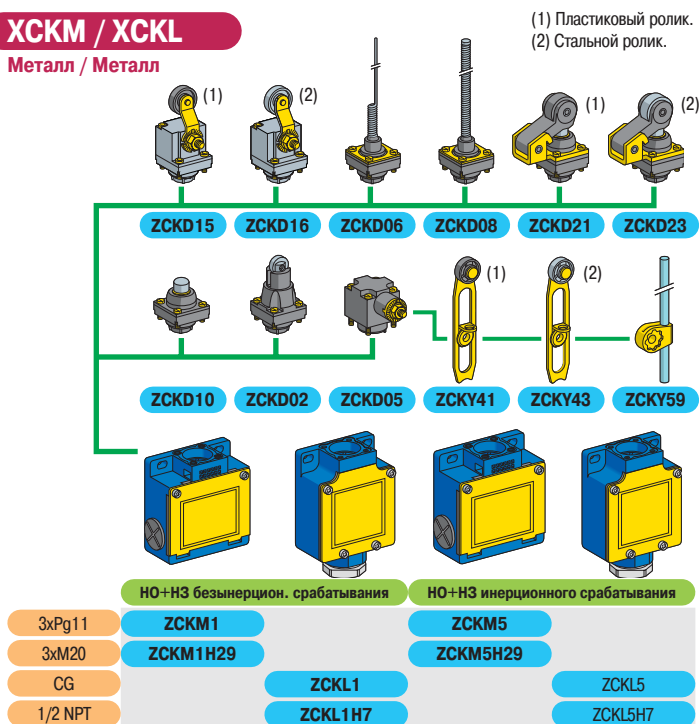 XCKM / XCKL
Металл / Металл
(1) Пластиковый ролик.
(2) Стальной ролик.
(1)
(2)
(1)
(2)
ZCKD15
ZCKD16
ZCKD06
ZCKD08
ZCKD21
ZCKD23
(1)
(2)
ZCKD10
ZCKD02
ZCKD05
ZCKY41
ZCKY43
ZCKY59
НО+НЗ безынерцион. срабатывания
НО+НЗ инерционного срабатывания
3xPg11 ZCKM1 ZCKM5
3xM20 ZCKM1H29 ZCKM5H29
CG ZCKL1 ZCKL5
1/2 NPT ZCKL1H7 ZCKL5H7